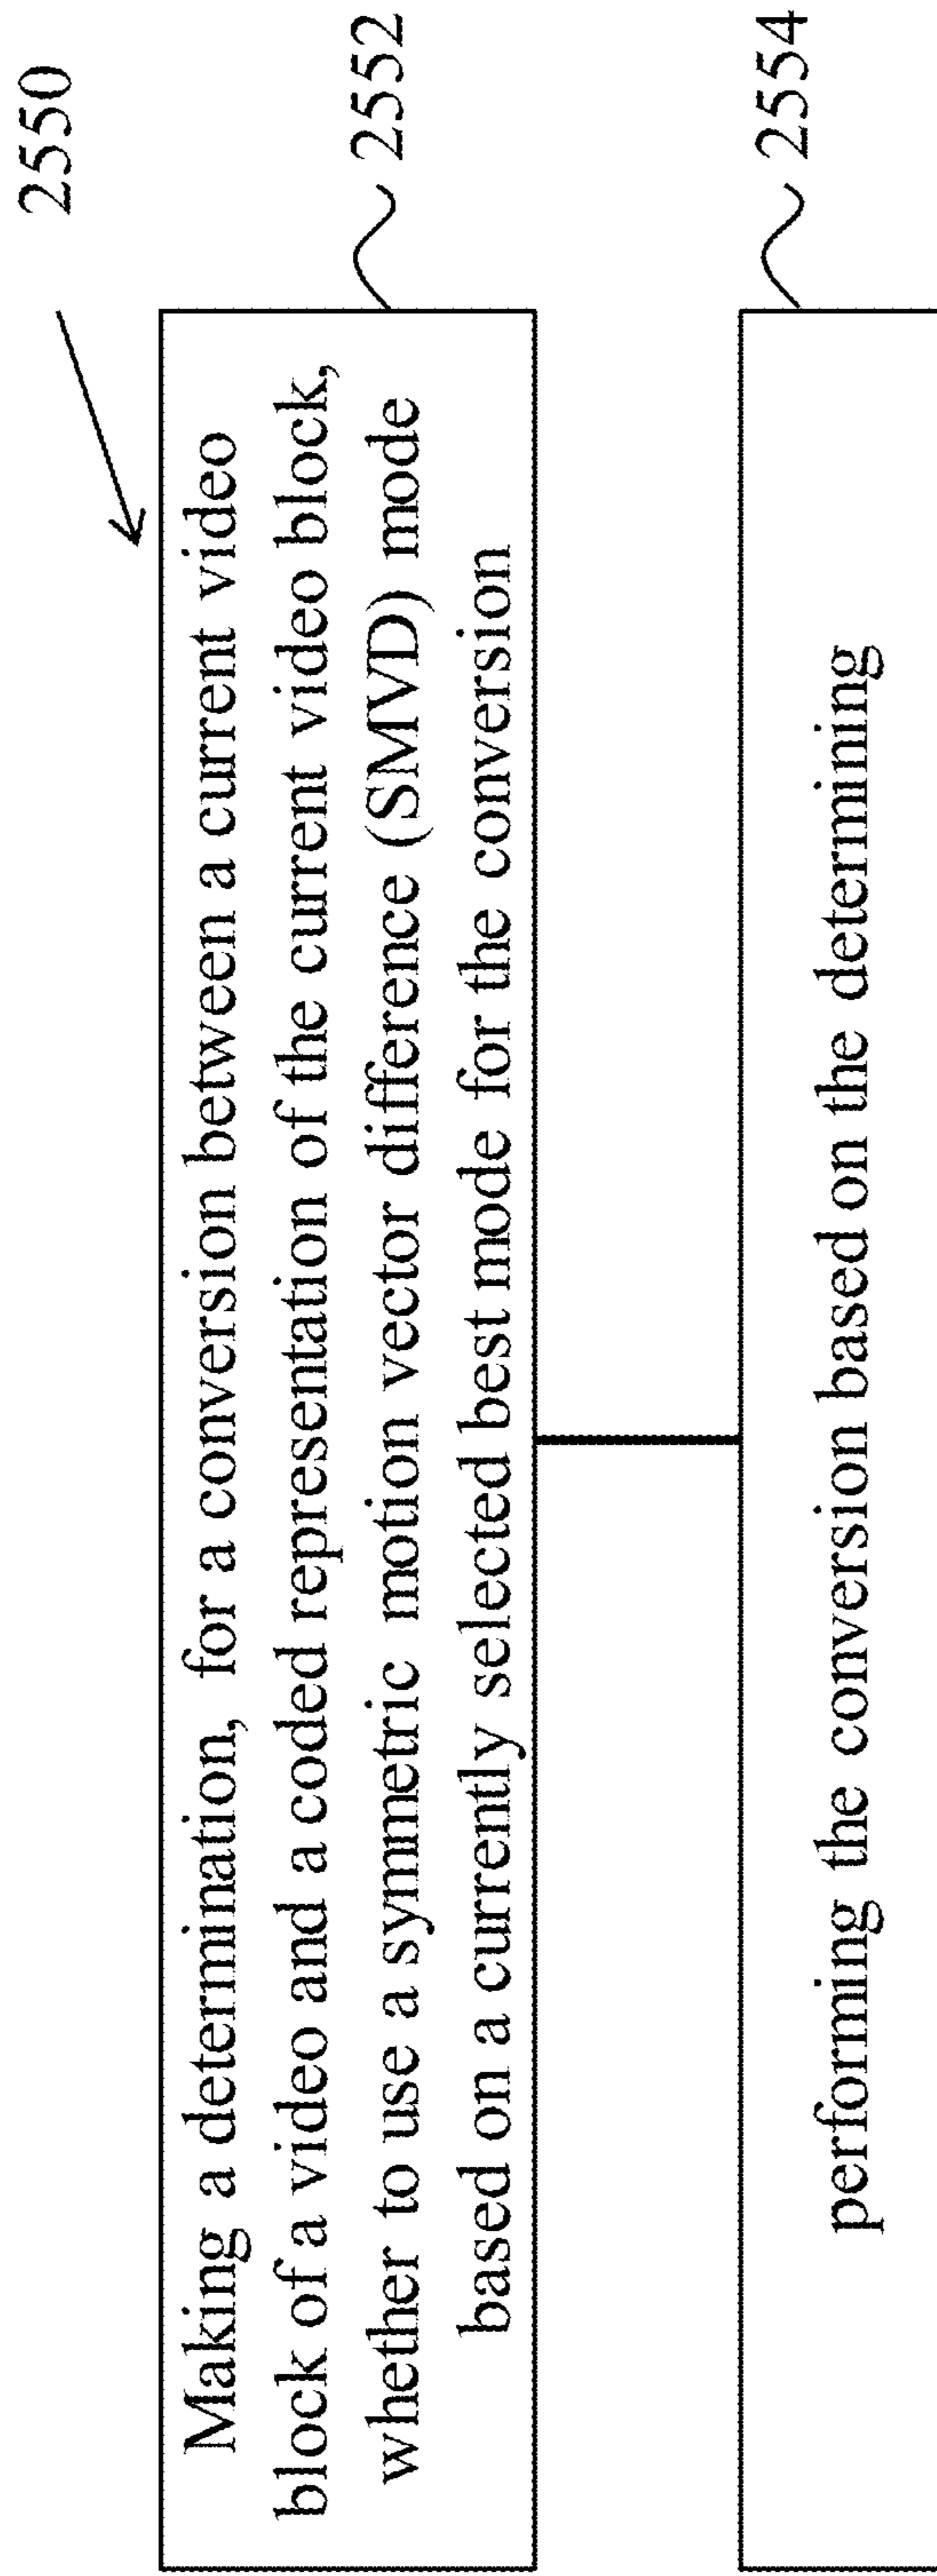 2550
Making a determination, for a conversion between a current video
block of a video and a coded representation of the current video block,
whether to use a symmetric motion vector difference (SMVD) mode
based on a currently selected best mode for the conversion
2552
performing the conversion based on the determining
2554